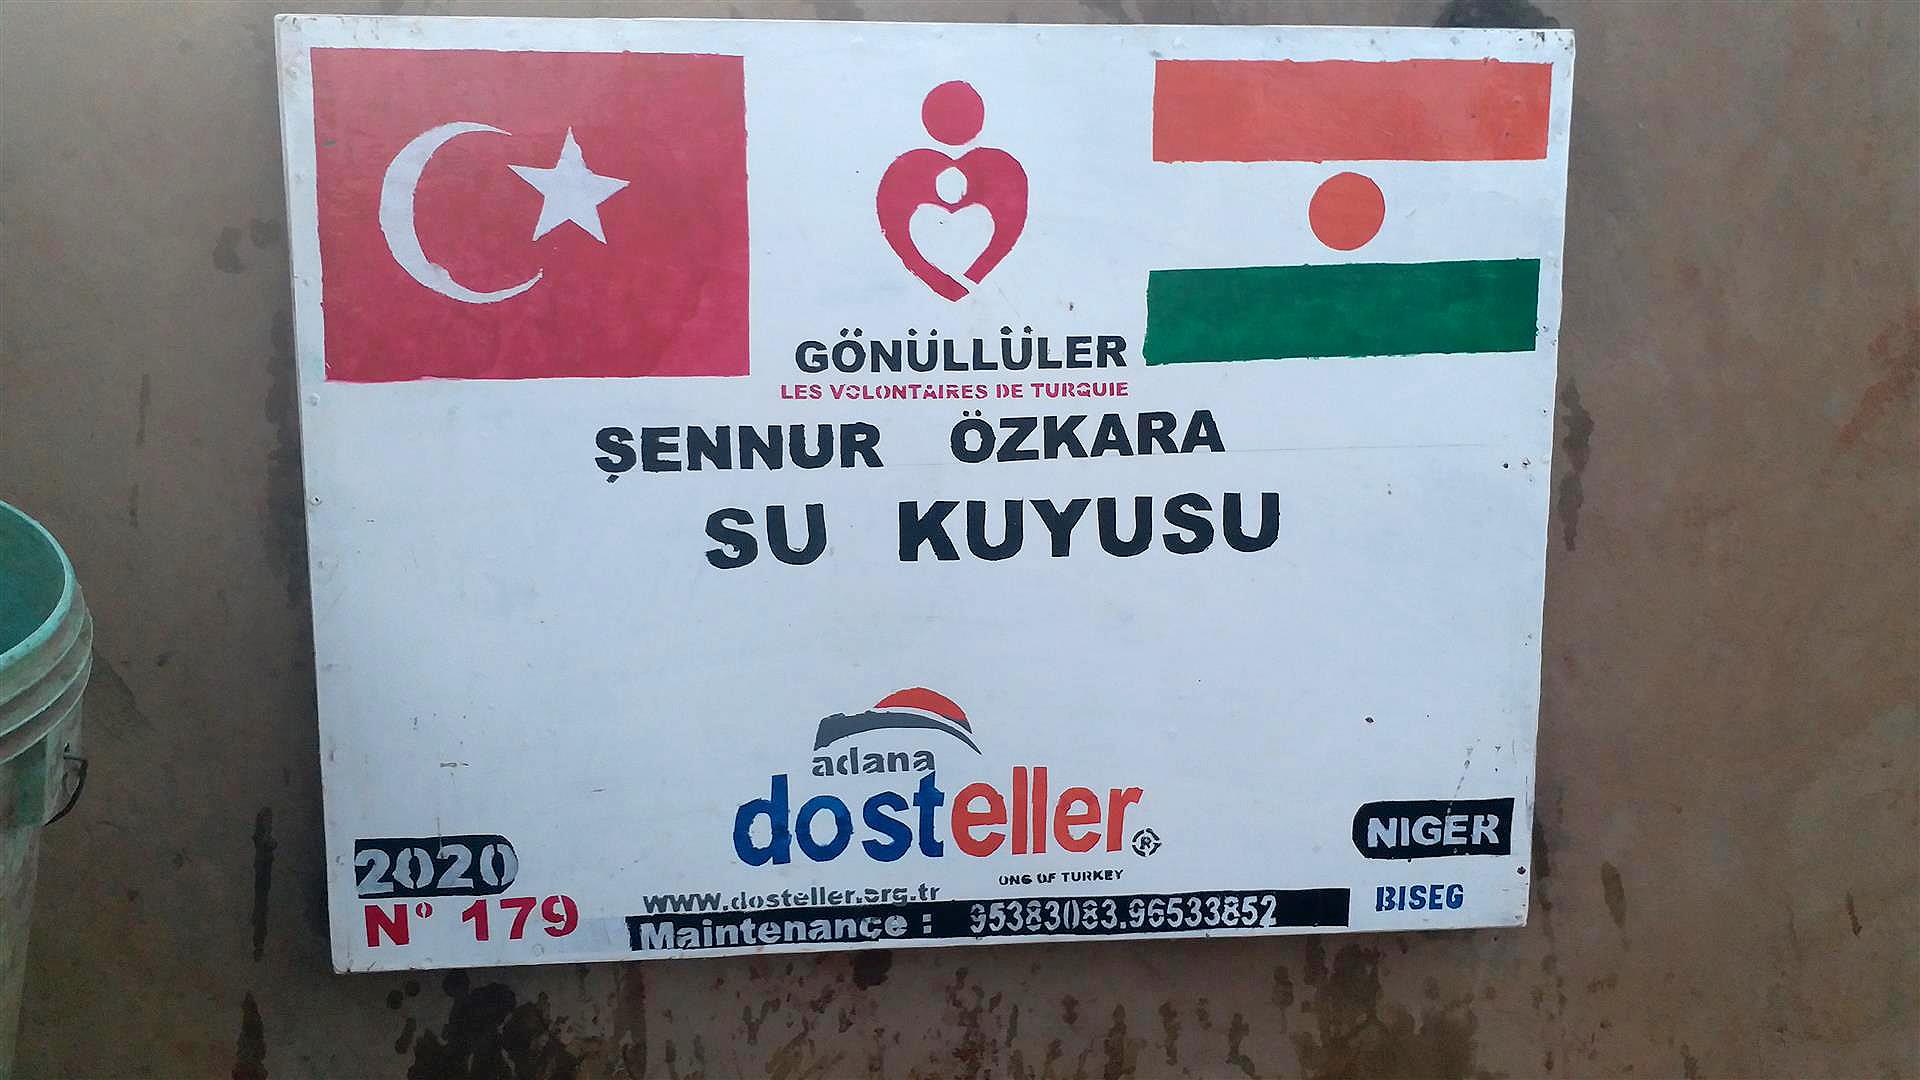 GÖNÜLLÜLER
LES VOLONTAIRES DE TURQUIE
ŞENNUR ÖZKARA
SU KUYUSU
adana
dosteller®
ONG OF TURKEY
2020
N° 179
www.dosteller.org.tr
Maintenance : 95383083.96533852
NIGER
BISEG